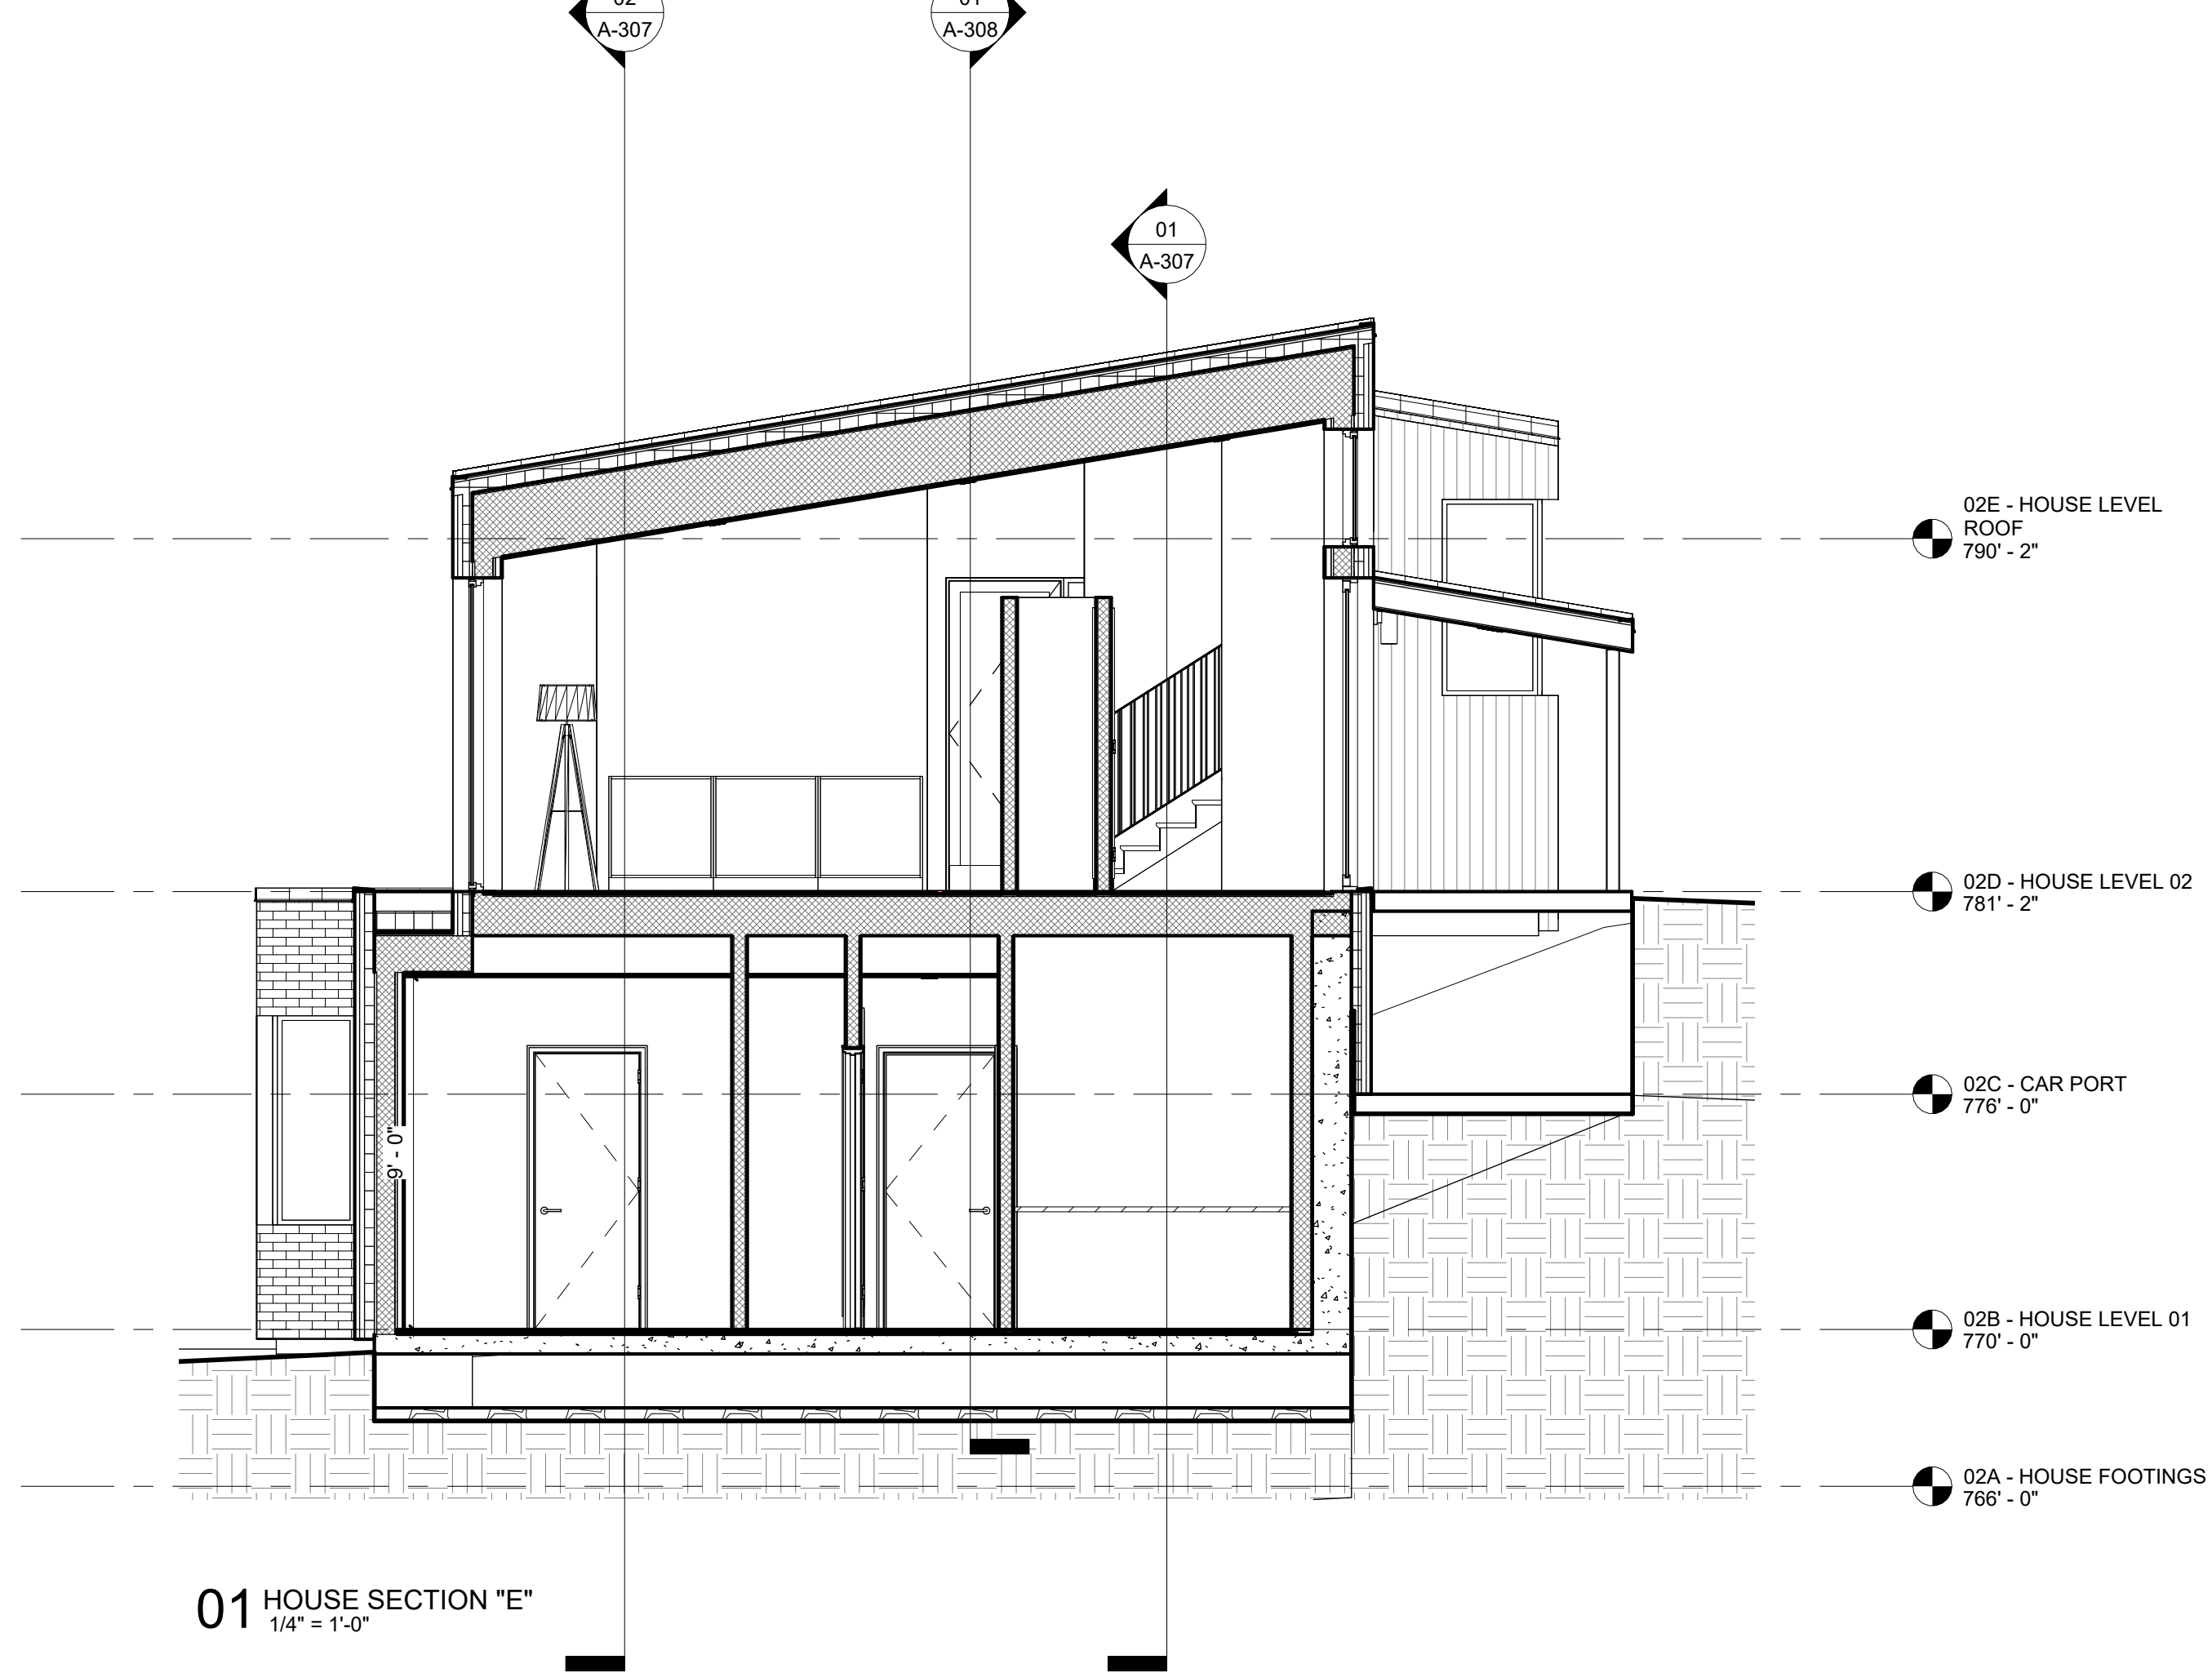 02
A-307
01
A-308
01
A-307
02E - HOUSE LEVEL
ROOF
790' - 2"
02D - HOUSE LEVEL 02
781' - 2"
02C - CAR PORT
776' - 0"
9' - 0"
02B - HOUSE LEVEL 01
770' - 0"
02A - HOUSE FOOTINGS
766' - 0"
01 HOUSE SECTION "E"
1/4" = 1'-0"